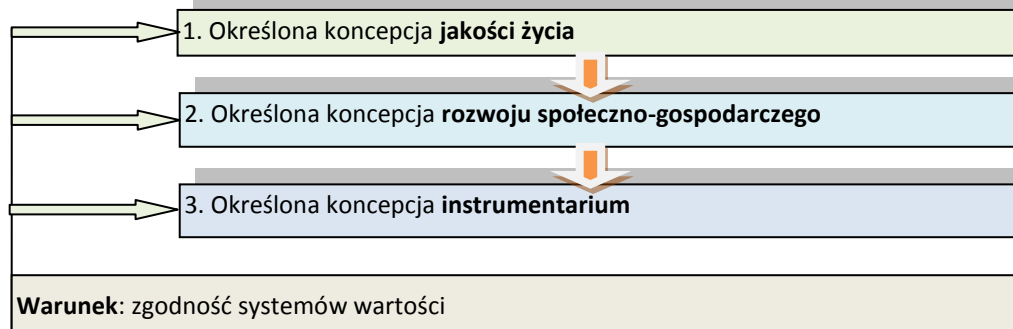 1. Określona koncepcja jakości życia
2. Określona koncepcja rozwoju społeczno-gospodarczego
3. Określona koncepcja instrumentarium
Warunek: zgodność systemów wartości